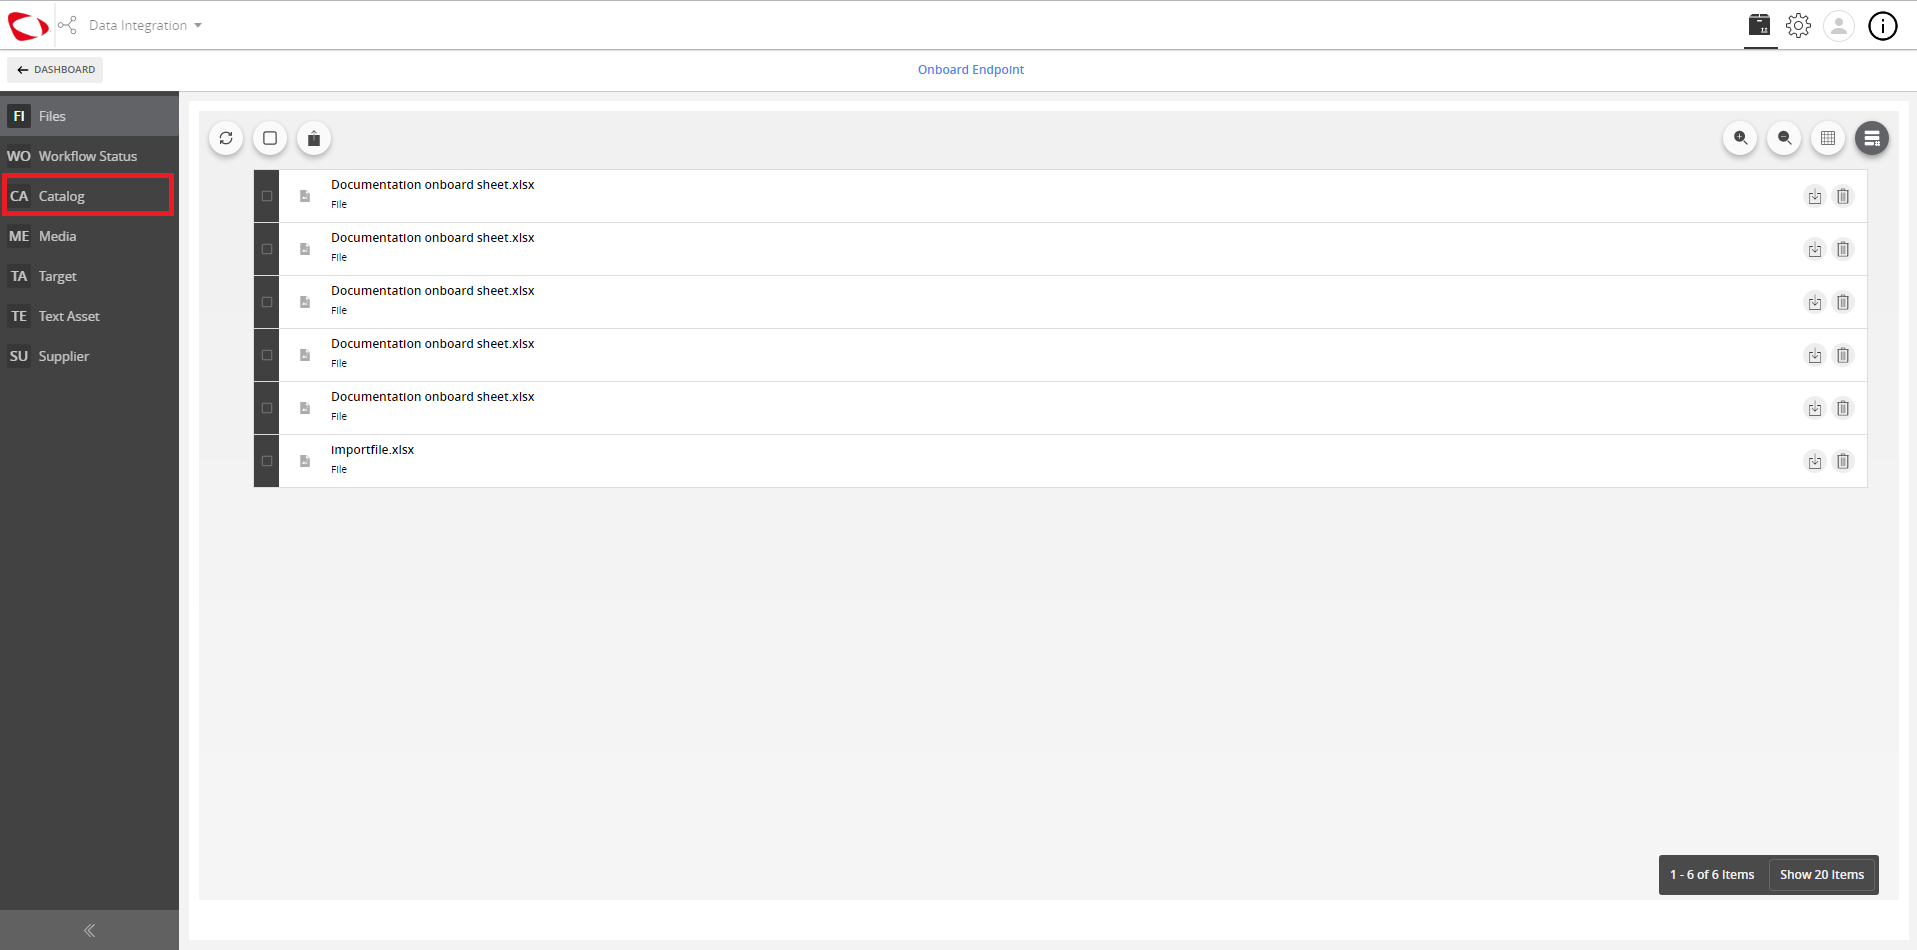 Data Integration
DASHBOARD
Onboard Endpoint
FI Files
WO Workflow Status
CA Catalog
ME Media
TA Target
TE Text Asset
SU Supplier
Documentation onboard sheet.xlsx
File
Documentation onboard sheet.xlsx
File
Documentation onboard sheet.xlsx
File
Documentation onboard sheet.xlsx
File
Documentation onboard sheet.xlsx
File
Importfile.xlsx
File
1 - 6 of 6 Items Show 20 Items